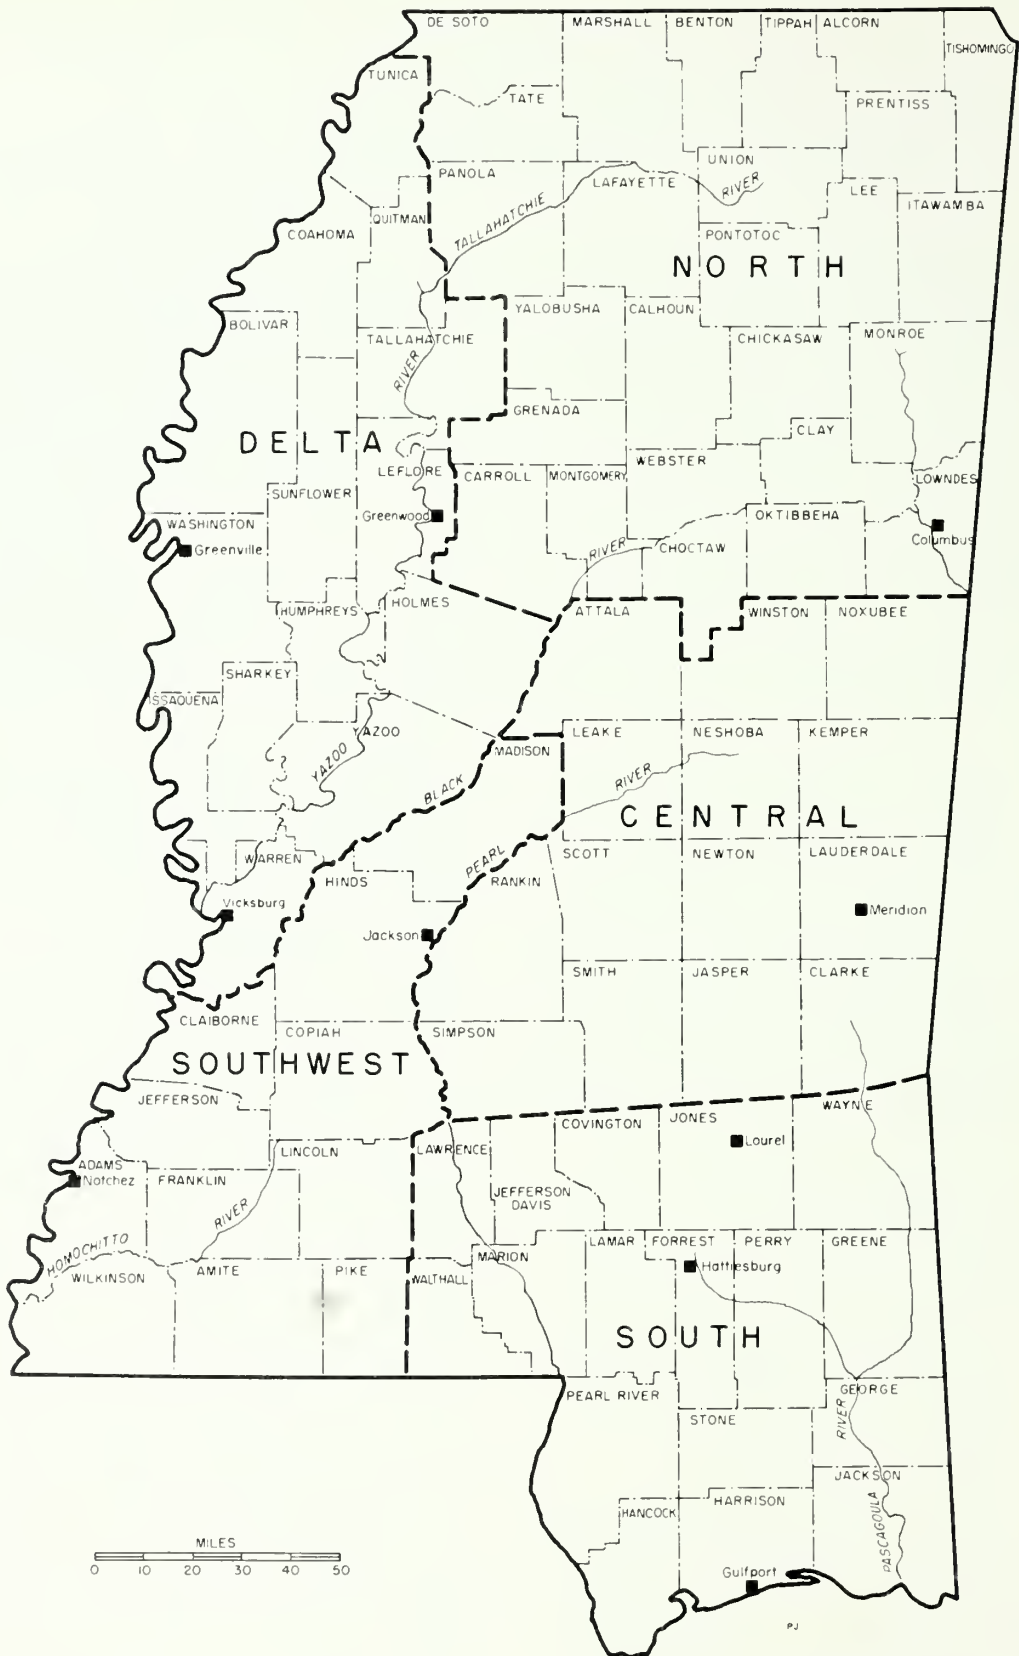 DE SOTO
MARSHALL
BENTON
TIPPAH
ALCORN
TISHOMINGO
TUNICA
TATE
PRENTISS
PANOLA
LAFAYETTE
UNION
RIVER
LEE
ITAWAMBA
COAHOMA
QUITMAN
TALLAHATCHIE
PONTOTOC
NORTH
BOLIVAR
TALLAHATCHIE
YALOBUSHA
CALHOUN
CHICKASAW
MONROE
RIVER
GRENADA
CLAY
DELTA
LEFLORE
CARROLL
MONTGOMERY
WEBSTER
LOWNDES
SUNFLOWER
WASHINGTON
Greenwood
OKTIBBEHA
Greenville
RIVER
CHOCTAW
Columbus
HUMPHREYS
HOLMES
ATTALA
WINSTON
NOXUBEE
SHARKEY
ISSAQUENA
YAZOO
YAZOO
MADISON
LEAKE
NESHOBA
KEMPER
BLACK
RIVER
CENTRAL
WARREN
HINDS
PEARL
RANKIN
SCOTT
NEWTON
LAUDERDALE
Vicksburg
Jackson
Meridion
SMITH
JASPER
CLARKE
CLAIBORNE
COPIAH
SIMPSON
SOUTHWEST
JEFFERSON
COVINGTON
JONES
WAYNE
Lourel
LINCOLN
LAWRENCE
ADAMS
Notchez
FRANKLIN
JEFFERSON
DAVIS
RIVER
HOMOCHITTO
WILKINSON
AMITE
PIKE
WALTHALL
MARION
LAMAR
FORREST
PERRY
GREENE
Hattiesburg
SOUTH
PEARL RIVER
GEORGE
STONE
RIVER
JACKSON
HANCOCK
HARRISON
PASCAGOULA
MILES
0 10 20 30 40 50
Gulfport
PJ